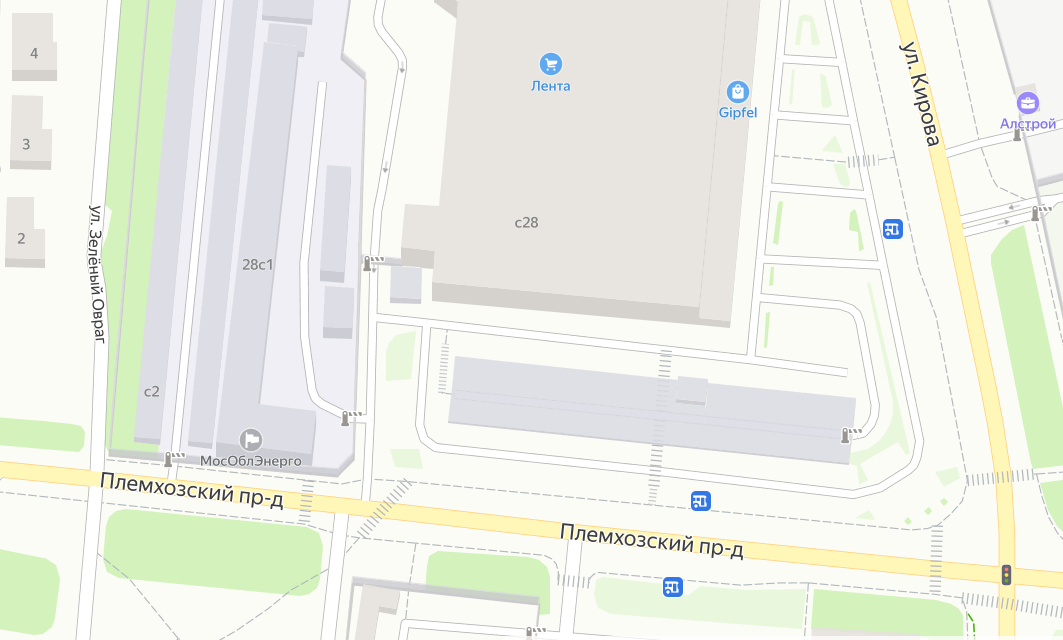 4
Лента
Gipfel
ул. Кирова
Алстрой
3
2
ул. Зелёный Овраг
с28
28с1
с2
МосОблЭнерго
Племхозский пр-д
Племхозский пр-д